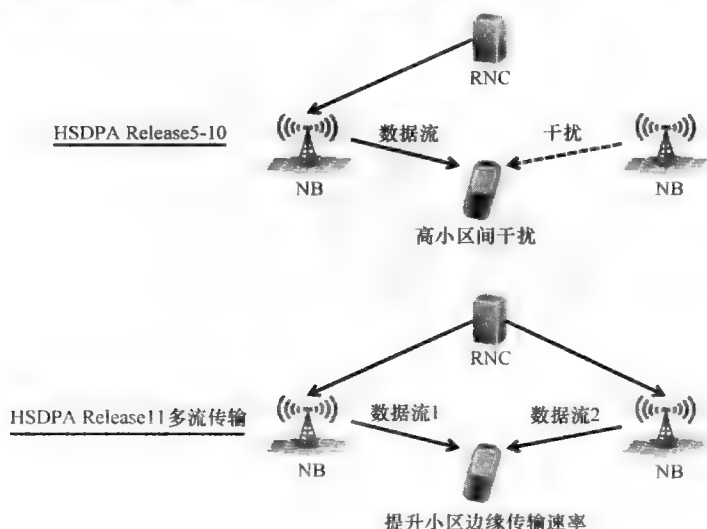 RNC
HSDPA Release5-10
数据流
干扰
NB
NB
高小区间干扰
RNC
HSDPA Release11多流传输
数据流1
数据流2
NB
NB
提升小区边缘传输速率